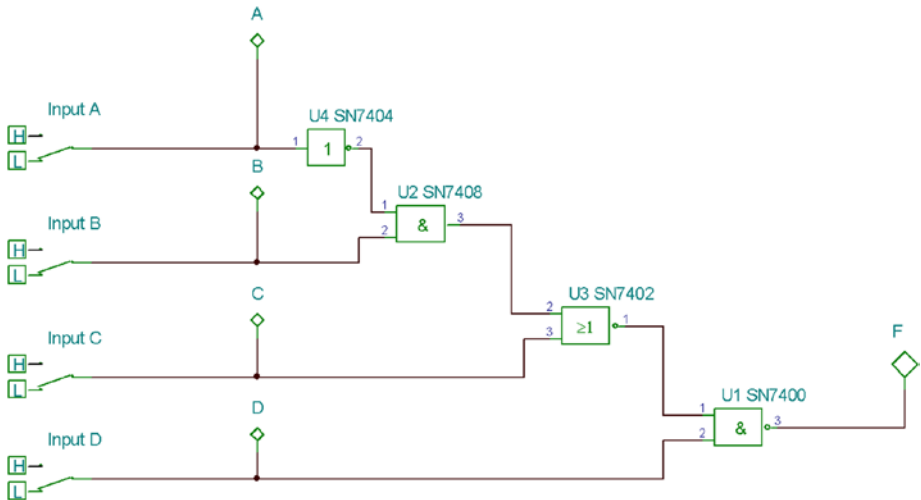 A
Input A
H
L
U4 SN7404
1
1
2
B
Input B
H
L
U2 SN7408
1
2
&
3
C
Input C
H
L
U3 SN7402
2
3
≥1
1
D
Input D
H
L
U1 SN7400
1
2
&
3
F